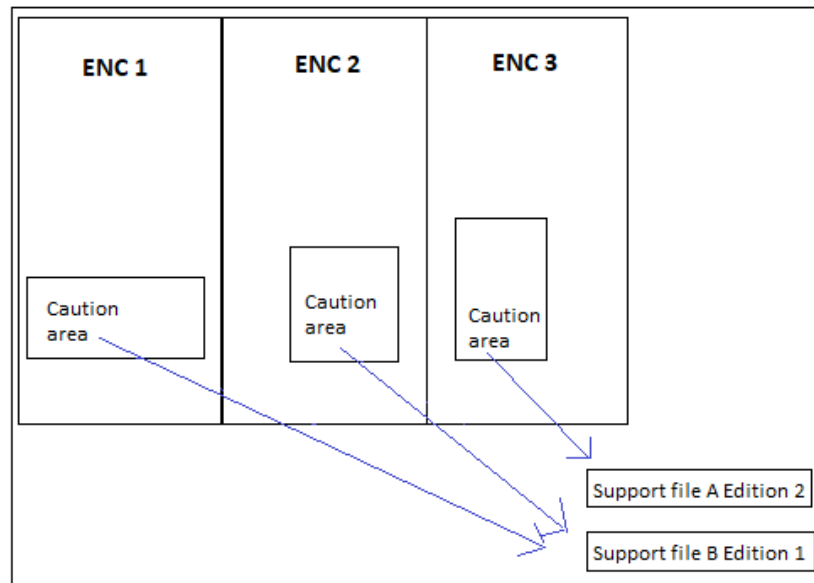 ENC 1
ENC 2
ENC 3
Caution
area
Caution
area
Caution
area
Support file A Edition 2
Support file B Edition 1